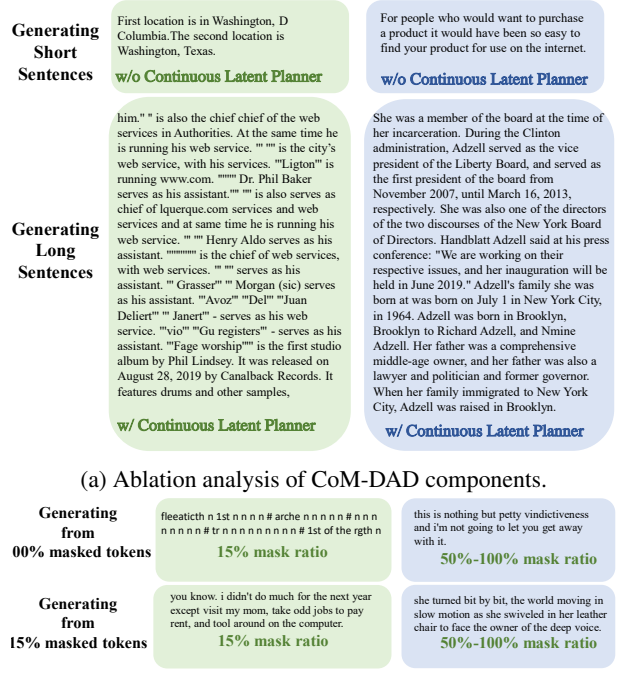 Generating
Short
Sentences
First location is in Washington, D
Columbia.The second location is
Washington, Texas.
w/o Continuous Latent Planner
For people who would want to purchase
a product it would have been so easy to
find your product for use on the internet.
w/o Continuous Latent Planner
Generating
Long
Sentences
him." " is also the chief chief of the web
services in Authorities. At the same time he
is running his web service. "' "" is the city's
web service, with his services. "'Ligton"' is
running www.com. """" Dr. Phil Baker
serves as his assistant."" "" is also serves as
chief of lquerque.com services and web
services and at same time he is running his
web service. "' "" Henry Aldo serves as his
assistant. """"""" is the chief of web services,
with web services. "' "" serves as his
assistant. "' Grasser"' "' Morgan (sic) serves
as his assistant. "'Avoz"' "'Del"' "'Juan
Deliert"' "' Janert"' - serves as his web
service. "'vio"' "'Gu registers"' - serves as his
assistant. "'Fage worship"'" is the first studio
album by Phil Lindsey. It was released on
August 28, 2019 by Canalback Records. It
features drums and other samples,
w/ Continuous Latent Planner
She was a member of the board at the time of
her incarceration. During the Clinton
administration, Adzell served as the vice
president of the Liberty Board, and served as
the first president of the board from
November 2007, until March 16, 2013,
respectively. She was also one of the directors
of the two discourses of the New York Board
of Directors. Handblatt Adzell said at his press
conference: "We are working on their
respective issues, and her inauguration will be
held in June 2019." Adzell's family she was
born at was born on July 1 in New York City,
in 1964. Adzell was born in Brooklyn,
Brooklyn to Richard Adzell, and Nmine
Adzell. Her father was a comprehensive
middle-age owner, and her father was also a
lawyer and politician and former governor.
When her family immigrated to New York
City, Adzell was raised in Brooklyn.
w/ Continuous Latent Planner
(a) Ablation analysis of CoM-DAD components.
Generating
from
00% masked tokens
fleeaticth n 1st n n n n # arche n n n n n # n n n
n n n n n # tr n n n n n n n n n # 1st of the rgth n
15% mask ratio
this is nothing but petty vindictiveness
and i'm not going to let you get away
with it.
50%-100% mask ratio
Generating
from
15% masked tokens
you know. i didn't do much for the next year
except visit my mom, take odd jobs to pay
rent, and tool around on the computer.
15% mask ratio
she turned bit by bit, the world moving in
slow motion as she swiveled in her leather
chair to face the owner of the deep voice.
50%-100% mask ratio